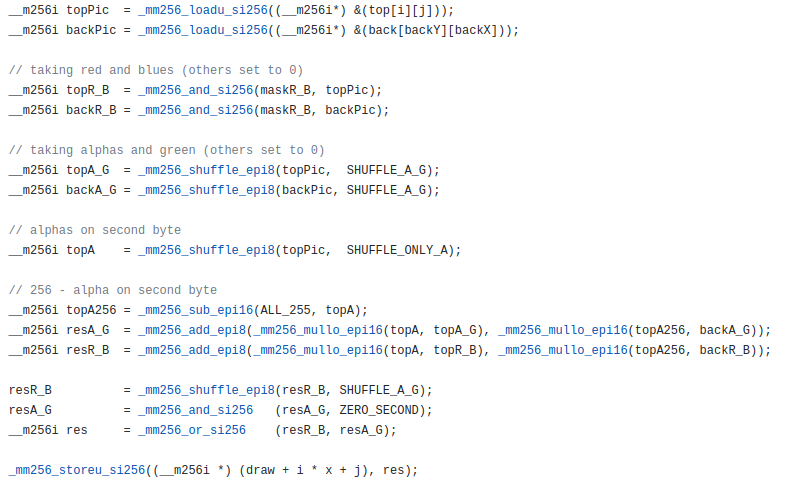 __m256i topPic  = _mm256_loadu_si256((__m256i*) &(top[i][j]));
__m256i backPic = _mm256_loadu_si256((__m256i*) &(back[backY][backX]));
// taking red and blues (others set to 0)
__m256i topR_B  = _mm256_and_si256(maskR_B, topPic);
__m256i backR_B = _mm256_and_si256(maskR_B, backPic);
// taking alphas and green (others set to 0)
__m256i topA_G  = _mm256_shuffle_epi8(topPic,  SHUFFLE_A_G);
__m256i backA_G = _mm256_shuffle_epi8(backPic, SHUFFLE_A_G);
// alphas on second byte
__m256i topA    = _mm256_shuffle_epi8(topPic,  SHUFFLE_ONLY_A);
// 256 - alpha on second byte
__m256i topA256 = _mm256_sub_epi16(ALL_255, topA);
__m256i resA_G  = _mm256_add_epi8(_mm256_mullo_epi16(topA, topA_G), _mm256_mullo_epi16(topA256, backA_G));
__m256i resR_B  = _mm256_add_epi8(_mm256_mullo_epi16(topA, topR_B), _mm256_mullo_epi16(topA256, backR_B));
resR_B          = _mm256_shuffle_epi8(resR_B, SHUFFLE_A_G);
resA_G          = _mm256_and_si256   (resA_G, ZERO_SECOND);
__m256i res     = _mm256_or_si256    (resR_B, resA_G);
_mm256_storeu_si256((__m256i *) (draw + i * x + j), res);